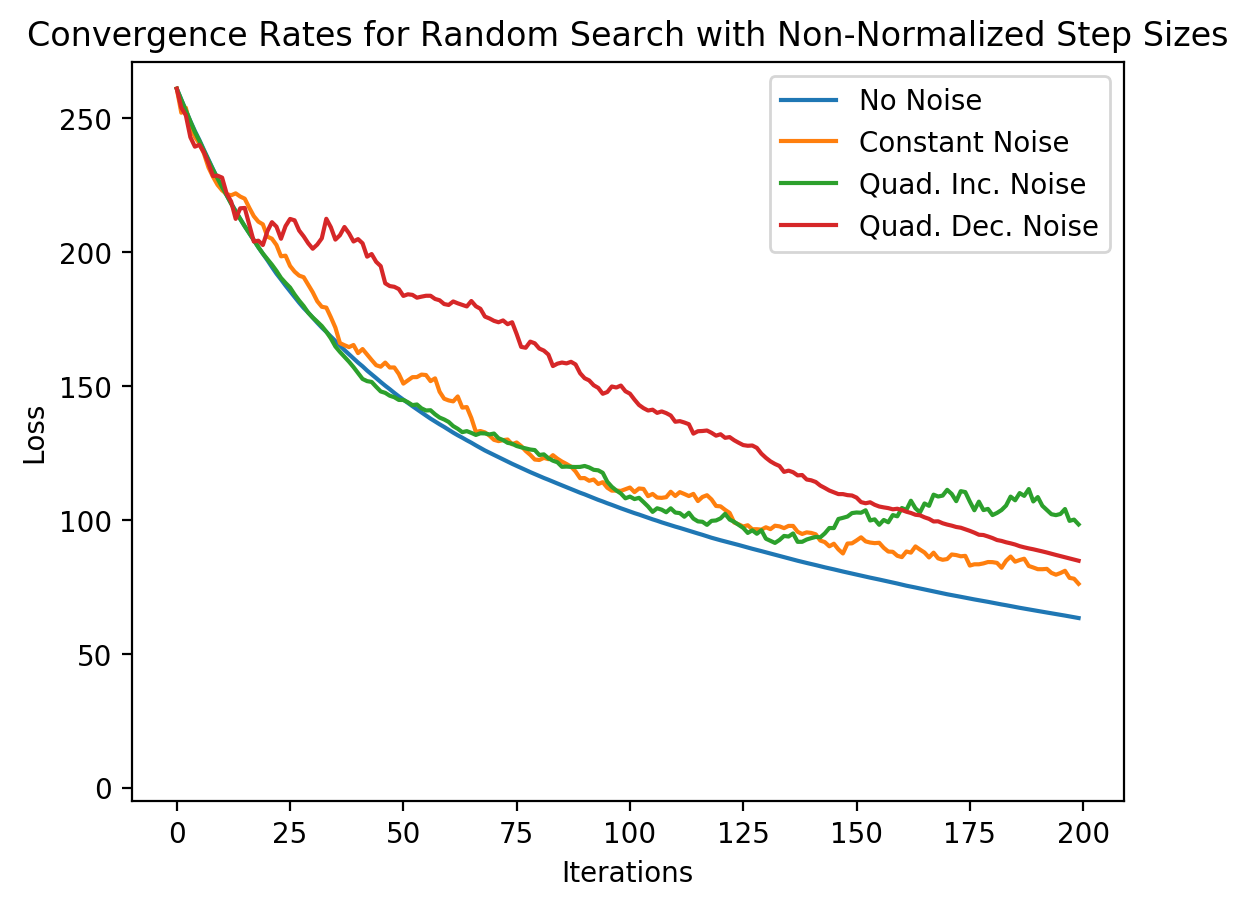 Convergence Rates for Random Search with Non-Normalized Step Sizes
No Noise
Constant Noise
Quad. Inc. Noise
Quad. Dec. Noise
250
200
150
100
50
0
Loss
0 25 50 75 100 125 150 175 200
Iterations